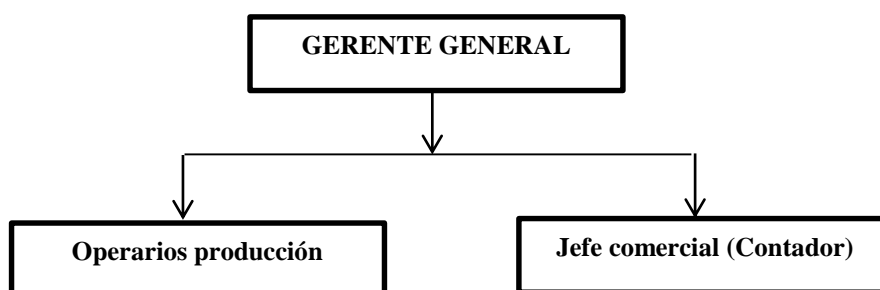 GERENTE GENERAL
Operarios producción
Jefe comercial (Contador)